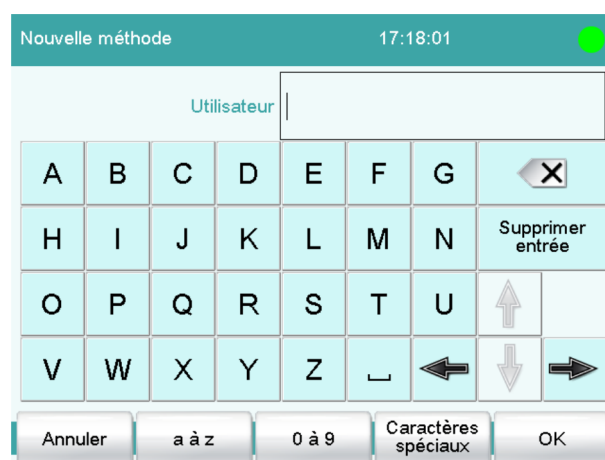 Nouvelle méthode 17:18:01
Utilisateur
A B C D E F G
H I J K L M N Supprimer entrée
O P Q R S T U
V W X Y Z
Annuler a à z 0 à 9 Caractères spéciaux OK